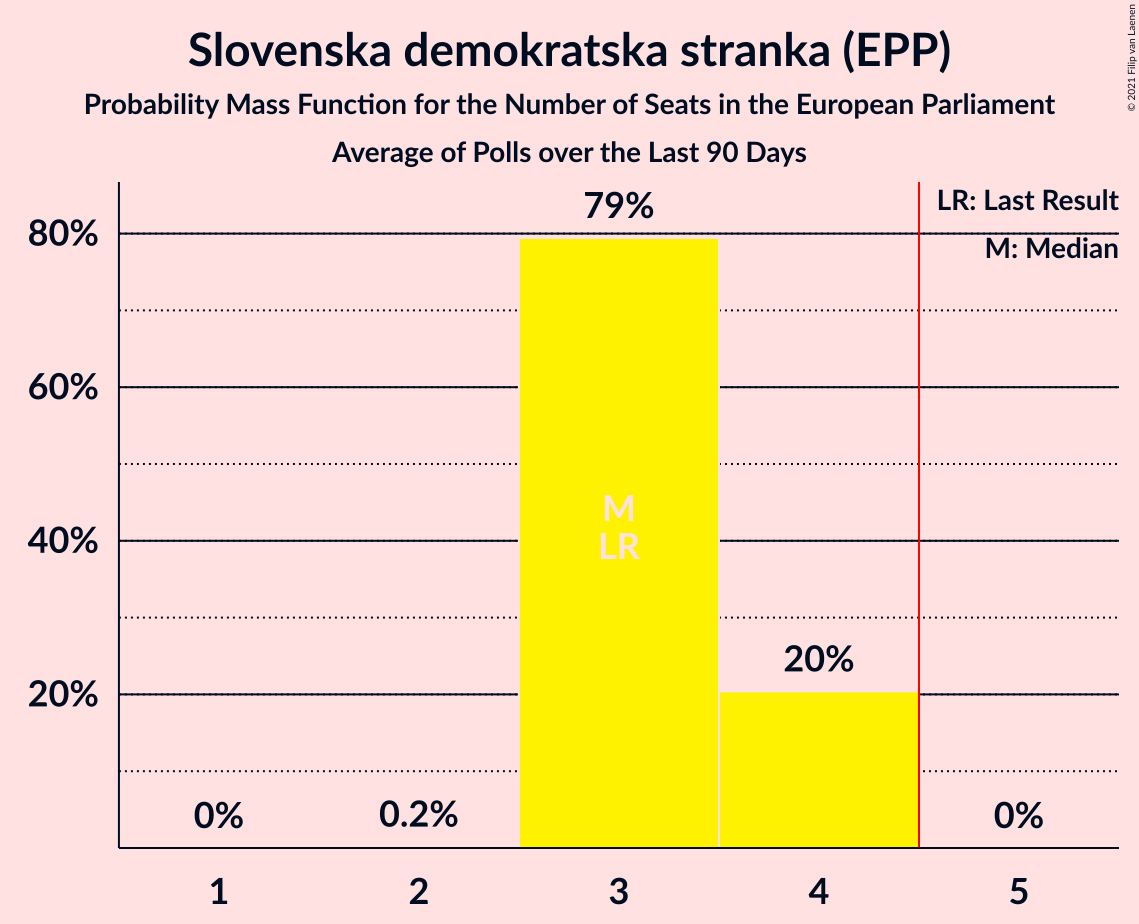 Slovenska demokratska stranka (EPP)
Probability Mass Function for the Number of Seats in the European Parliament
Average of Polls over the Last 90 Days
© 2021 Filip van Laenen
LR: Last Result
M: Median
79%
80%
60%
M
LR
40%
20%
20%
0%
0.2%
0%
1
2
3
4
5